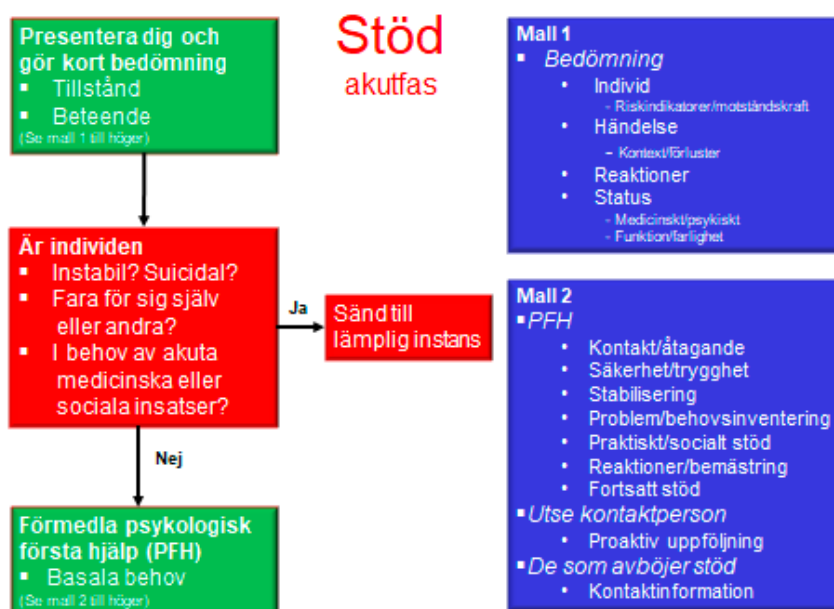 Presentera dig och
gör kort bedömning
▪ Tillstånd
▪ Beteende
(Se mall 1 till höger)
Stöd
akutfas
Är individen
▪ Instabil? Suicidal?
▪ Fara för sig själv
eller andra?
▪ I behov av akuta
medicinska eller
sociala insatser?
Ja
Sänd till
lämplig instans
Nej
Förmedla psykologisk
första hjälp (PFH)
▪ Basala behov
(Se mall 2 till höger)
Mall 1
▪ Bedömning
• Individ
- Riskindikatorer/motståndskraft
• Händelse
– Kontext/förluster
• Reaktioner
• Status
- Medicinskt/psykiskt
- Funktion/farlighet
Mall 2
▪PFH
• Kontakt/åtagande
• Säkerhet/trygghet
• Stabilisering
• Problem/behovsinventering
• Praktiskt/socialt stöd
• Reaktioner/bemästring
• Fortsatt stöd
▪Utse kontaktperson
• Proaktiv uppföljning
▪De som avböjer stöd
• Kontaktinformation